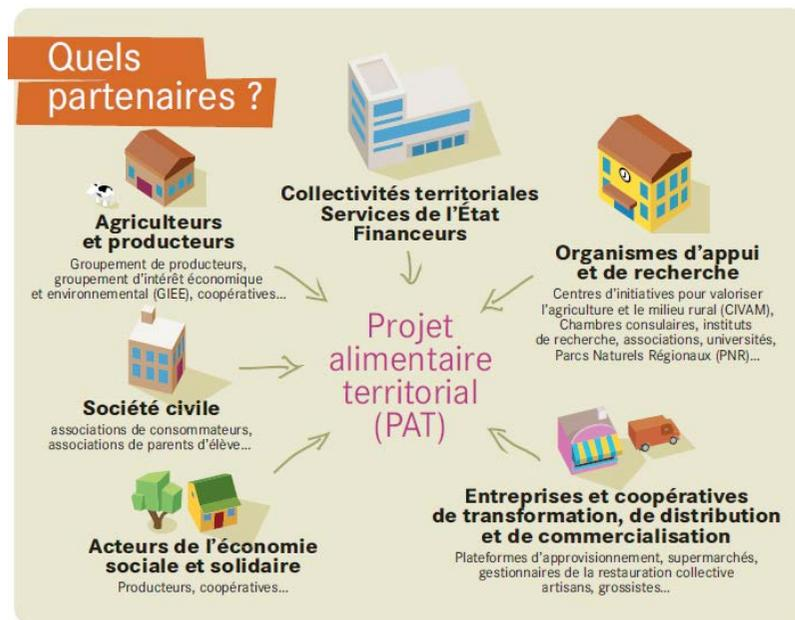 Quels
partenaires ?
Agriculteurs
et producteurs
Groupement de producteurs,
groupement d'intérêt économique
et environnemental (GIEE), coopératives...
Collectivités territoriales
Services de l'État
Financeurs
Organismes d'appui
et de recherche
Centres d'initiatives pour valoriser
l'agriculture et le milieu rural (CIVAM),
Chambres consulaires, instituts
de recherche, associations, universités,
Parcs Naturels Régionaux (PNR)...
Projet
alimentaire
territorial
(PAT)
Société civile
associations de consommateurs,
associations de parents d'élève...
Acteurs de l'économie
sociale et solidaire
Producteurs, coopératives...
Entreprises et coopératives
de transformation, de distribution
et de commercialisation
Plateformes d'approvisionnement, supermarchés,
gestionnaires de la restauration collective
artisans, grossistes...